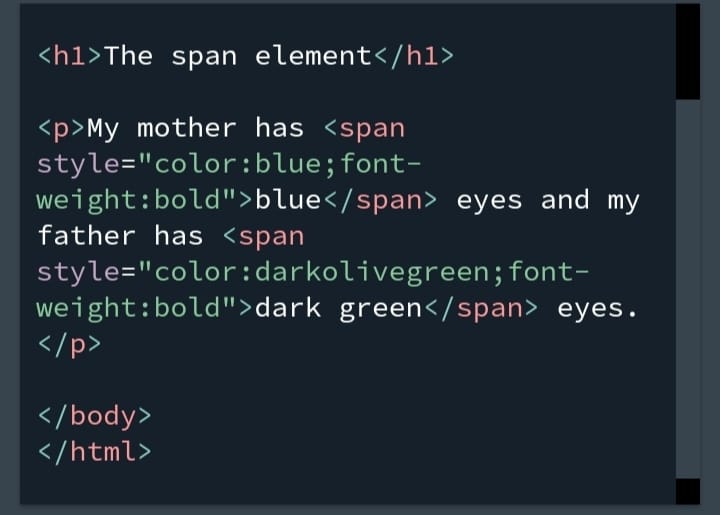 <h1>The span element</h1>
<p>My mother has <span
style="color:blue;font-
weight:bold">blue</span> eyes and my
father has <span
style="color:darkolivegreen;font-
weight:bold">dark green</span> eyes.
</p>
</body>
</html>